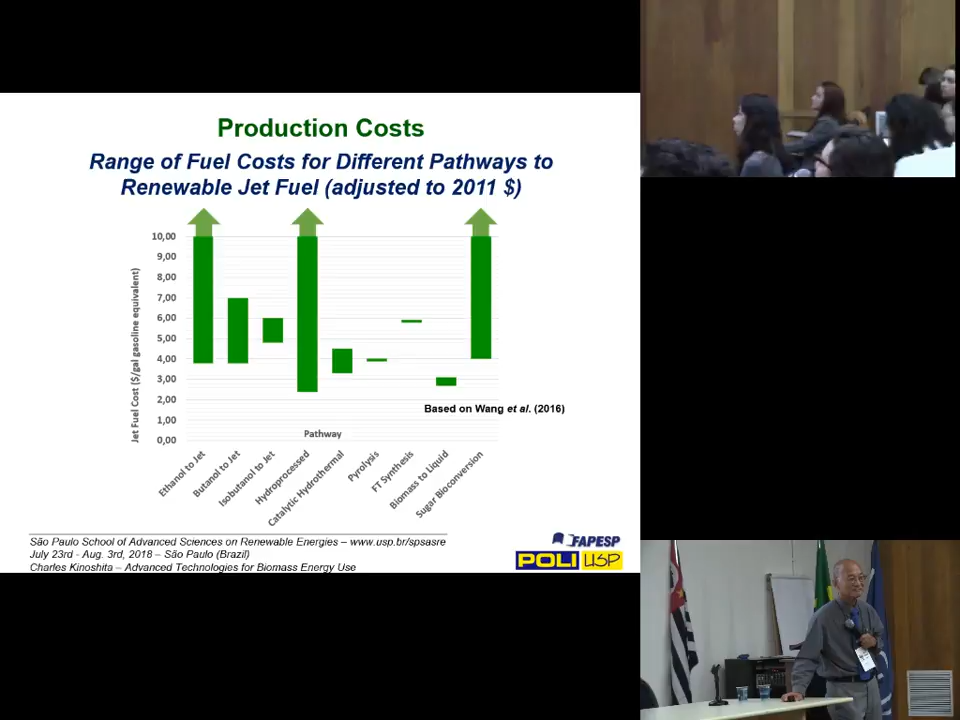 Production Costs
Range of Fuel Costs for Different Pathways to
Renewable Jet Fuel (adjusted to 2011 $)
Jet Fuel Cost ($/gal gasoline equivalent)
10,00
9,00
8,00
7,00
6,00
5,00
4,00
3,00
2,00
1,00
0,00
Based on Wang et al. (2016)
Pathway
Ethanol to Jet
Butanol to Jet
Isobutanol to Jet
Hydroprocessed
Catalytic Hydrothermal
Pyrolysis
FT Synthesis
Biomass to Liquid
Sugar Bioconversion
São Paulo School of Advanced Sciences on Renewable Energies – www.usp.br/spsasre
July 23rd - Aug. 3rd, 2018 – São Paulo (Brazil)
Charles Kinoshita – Advanced Technologies for Biomass Energy Use
FAPESP
POLI USP